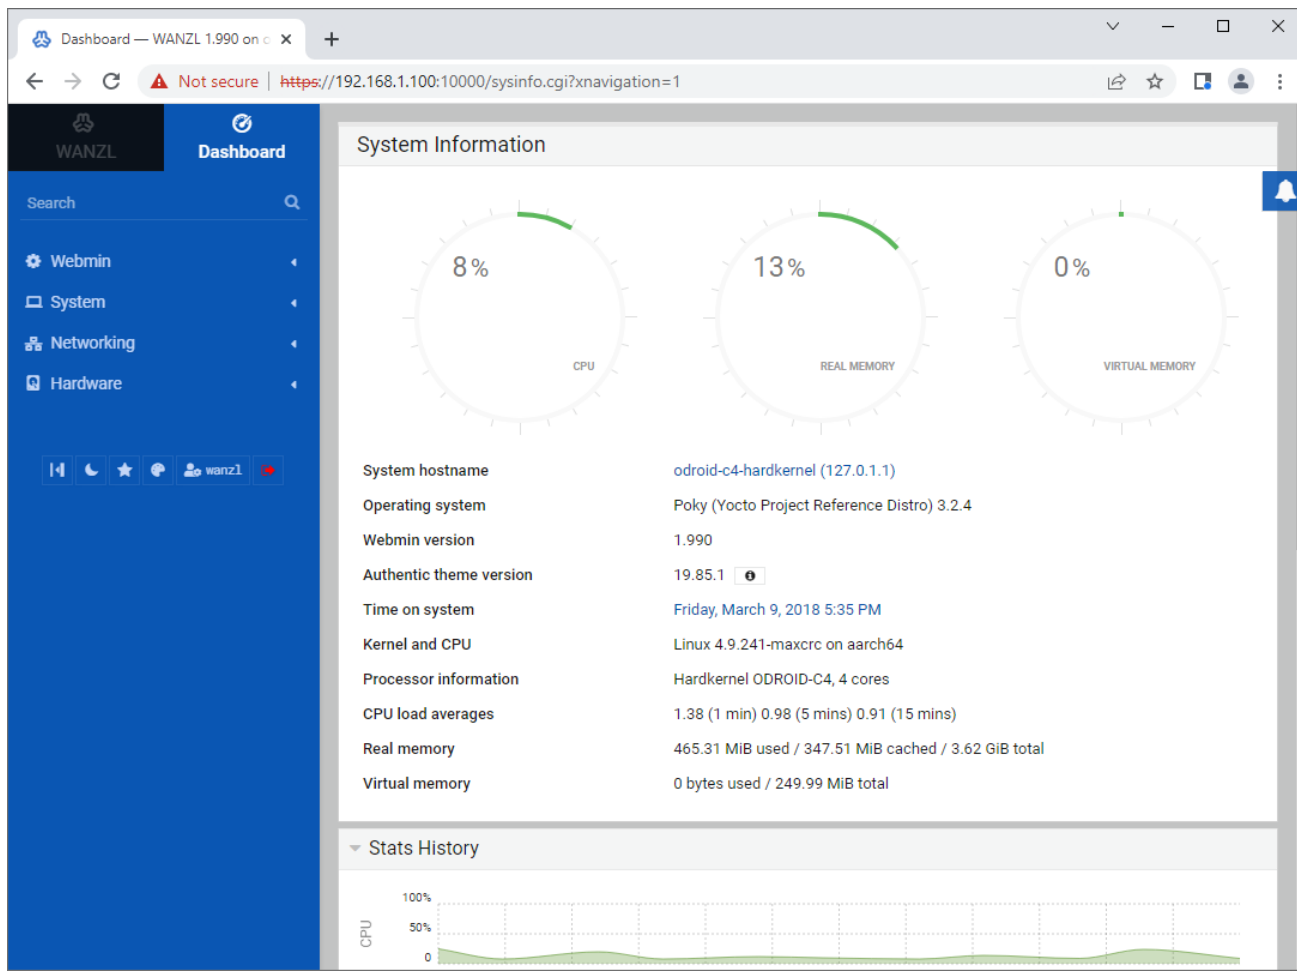 Dashboard — WANZL 1.990 on
Not secure https://192.168.1.100:10000/sysinfo.cgi?xnavigation=1
WANZL
Dashboard
Search
Webmin
System
Networking
Hardware
wanzl
System Information
8%
CPU
13%
REAL MEMORY
0%
VIRTUAL MEMORY
System hostname odroid-c4-hardkernel (127.0.1.1)
Operating system Poky (Yocto Project Reference Distro) 3.2.4
Webmin version 1.990
Authentic theme version 19.85.1
Time on system Friday, March 9, 2018 5:35 PM
Kernel and CPU Linux 4.9.241-maxcrc on aarch64
Processor information Hardkernel ODROID-C4, 4 cores
CPU load averages 1.38 (1 min) 0.98 (5 mins) 0.91 (15 mins)
Real memory 465.31 MiB used / 347.51 MiB cached / 3.62 GiB total
Virtual memory 0 bytes used / 249.99 MiB total
Stats History
CPU
100%
50%
0